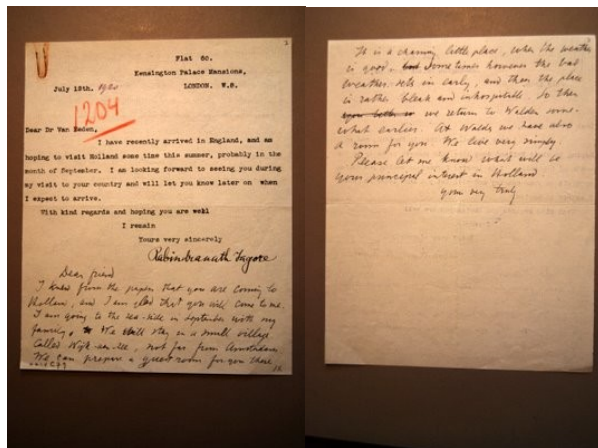 Flat 60.
Kensington Palace Mansions,
July 18th. 1920 LONDON. W.8.
1204
Dear Dr Van Eeden,
I have recently arrived in England, and am
hoping to visit Holland some time this summer, probably in the
month of September. I am looking forward to seeing you during
my visit to your country and will let you know later on when
I expect to arrive.
With kind regards and hoping you are well
I remain
Yours very sincerely
Rabindranath Tagore
Dear friend
I knew from the papers that you are coming to
Holland, and I am glad that you will come to me.
I am going to the sea-side in September with my
family. We will stay in a small village
called Wijk-aan-Zee, not far from Amsterdam
We can prepare a guest room for you there.
It is a charming little place, when the weather
is good. but Sometimes however the bad
weather sets in early, and then the place
is rather bleak and inhospitable. So then
we return to Walden some-
what earlier. At Walden we have also
a room for you. We live very simply.
Please let me know what will be
your principal interest in Holland
yours very truly